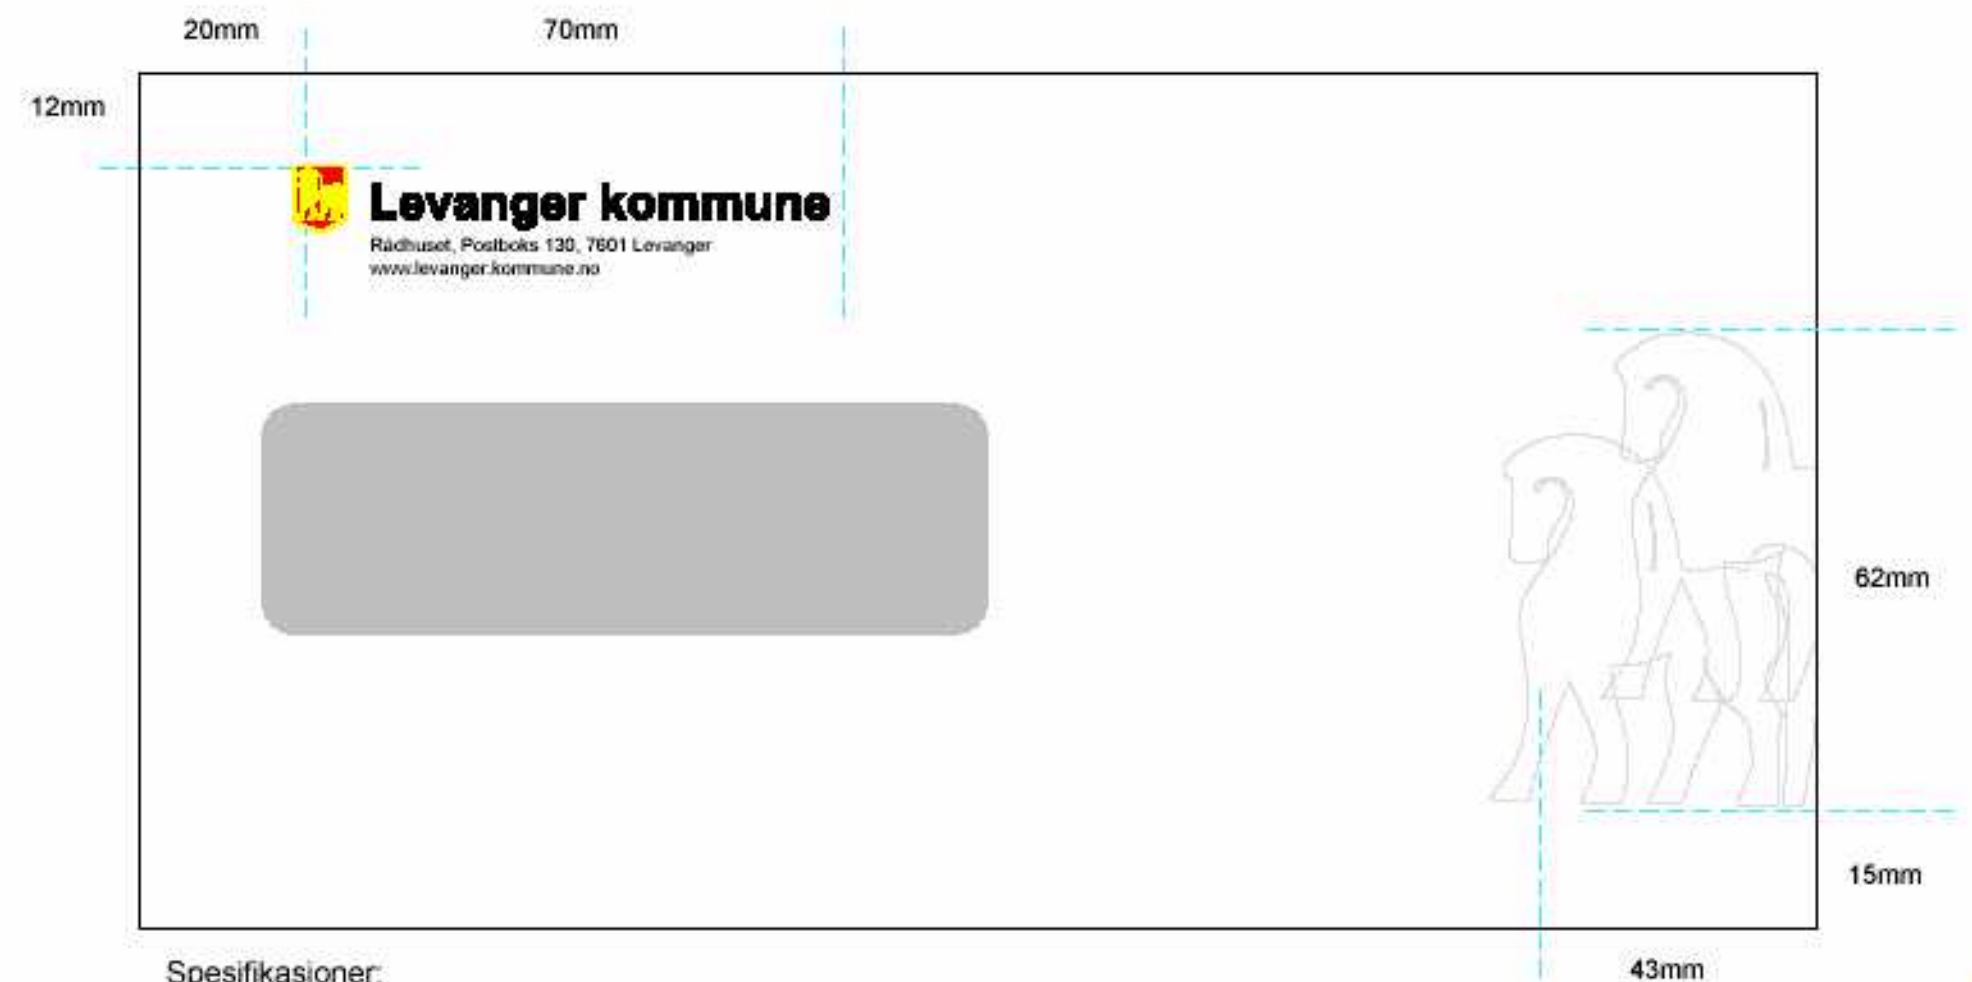 20mm 70mm
12mm
Levanger kommune
Rådhuset, Postboks 130, 7601 Levanger
www.levanger.kommune.no
62mm
15mm
43mm
Spesifikasjoner: